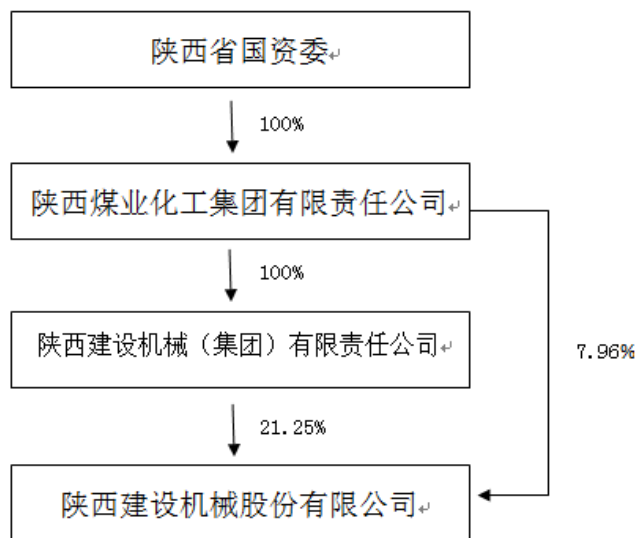 陕西省国资委
100%
陕西煤业化工集团有限责任公司
100%
陕西建设机械（集团）有限责任公司
7.96%
21.25%
陕西建设机械股份有限公司